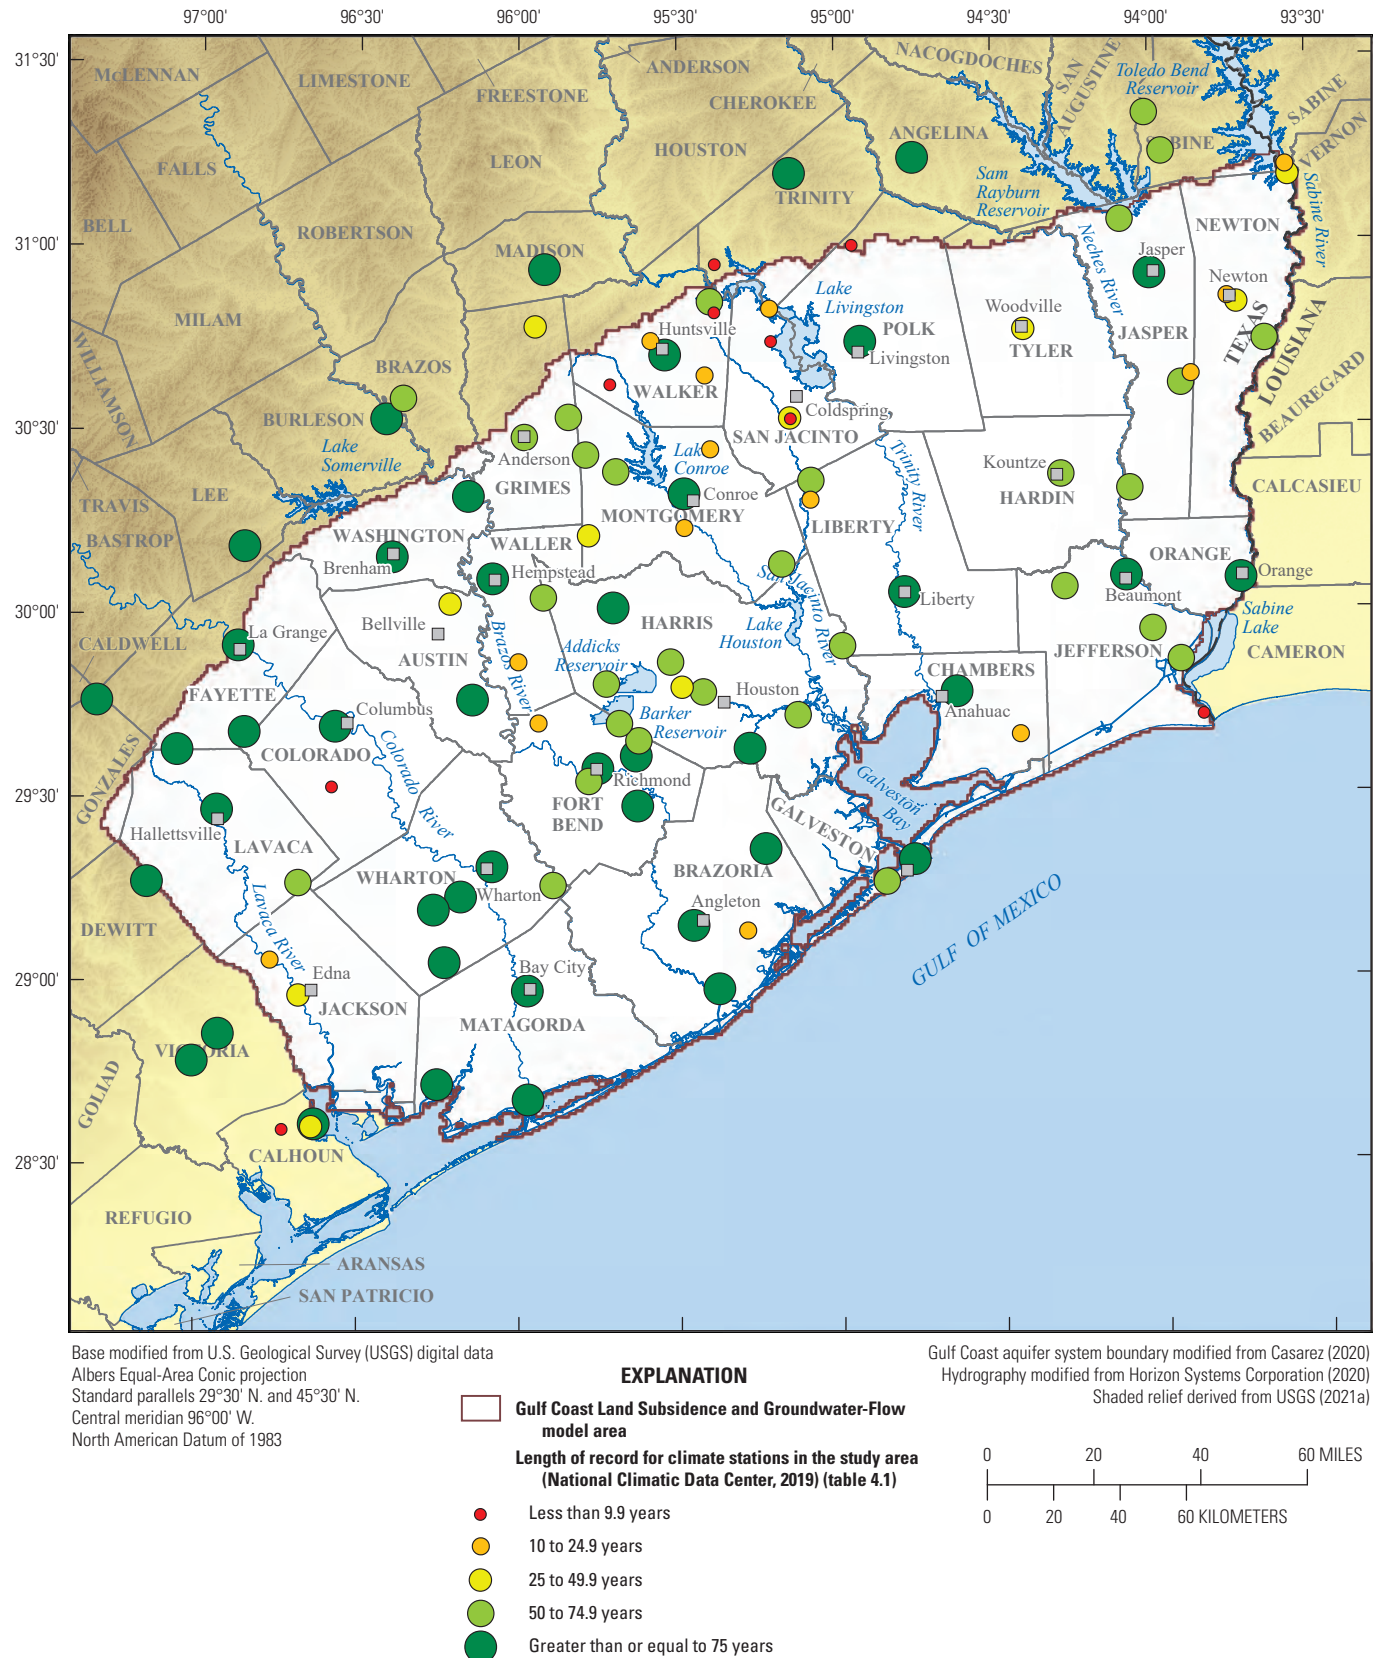 97°00'
96°30'
96°00'
95°30'
95°00'
94°30'
94°00'
93°30'
31°30'
31°00'
30°30'
30°00'
29°30'
29°00'
28°30'
McLENNAN
LIMESTONE
FREESTONE
ANDERSON
CHEROKEE
NACOGDOCHES
SAN
AUGUSTINE
Toledo Bend
Reservoir
SABINE
VERNON
FALLS
LEON
HOUSTON
ANGELINA
BINE
BELL
ROBERTSON
TRINITY
Sam
Rayburn
Reservoir
Sabine River
NEWTON
MADISON
Neches River
Jasper
Newton
MILAM
Lake
Livingston
POLK
Livingston
Woodville
TYLER
JASPER
TEXAS
LOUISIANA
WILLIAMSON
BRAZOS
Huntsville
WALKER
BEAUREGARD
BURLESON
Lake
Somerville
Coldspring
SAN JACINTO
Anderson
GRIMES
Lake
Conroe
Conroe
MONTGOMERY
Trinity River
Kountze
HARDIN
CALCASIEU
LEE
TRAVIS
BASTROP
WASHINGTON
Brenham
WALLER
Hempstead
LIBERTY
ORANGE
Orange
San Jacinto River
Liberty
Beaumont
Sabine
Lake
CALDWELL
La Grange
Bellville
AUSTIN
Brazos River
HARRIS
Lake
Houston
Addicks
Reservoir
JEFFERSON
CAMERON
FAYETTE
CHAMBERS
Anahuac
Columbus
COLORADO
Houston
Barker
Reservoir
GONZALES
Colorado
River
Richmond
FORT
BEND
Galveston
Bay
GALVESTON
Hallettsville
LAVACA
WHARTON
Wharton
BRAZORIA
Angleton
DEWITT
Lavaca River
GULF OF MEXICO
Edna
JACKSON
Bay City
MATAGORDA
VICTORIA
GOLIAD
CALHOUN
REFUGIO
ARANSAS
SAN PATRICIO
Base modified from U.S. Geological Survey (USGS) digital data
Albers Equal-Area Conic projection
Standard parallels 29°30' N. and 45°30' N.
Central meridian 96°00' W.
North American Datum of 1983
Gulf Coast aquifer system boundary modified from Casarez (2020)
Hydrography modified from Horizon Systems Corporation (2020)
Shaded relief derived from USGS (2021a)
EXPLANATION
Gulf Coast Land Subsidence and Groundwater-Flow
model area
Length of record for climate stations in the study area
(National Climatic Data Center, 2019) (table 4.1)
Less than 9.9 years
10 to 24.9 years
25 to 49.9 years
50 to 74.9 years
Greater than or equal to 75 years
0 20 40 60 MILES
0 20 40 60 KILOMETERS